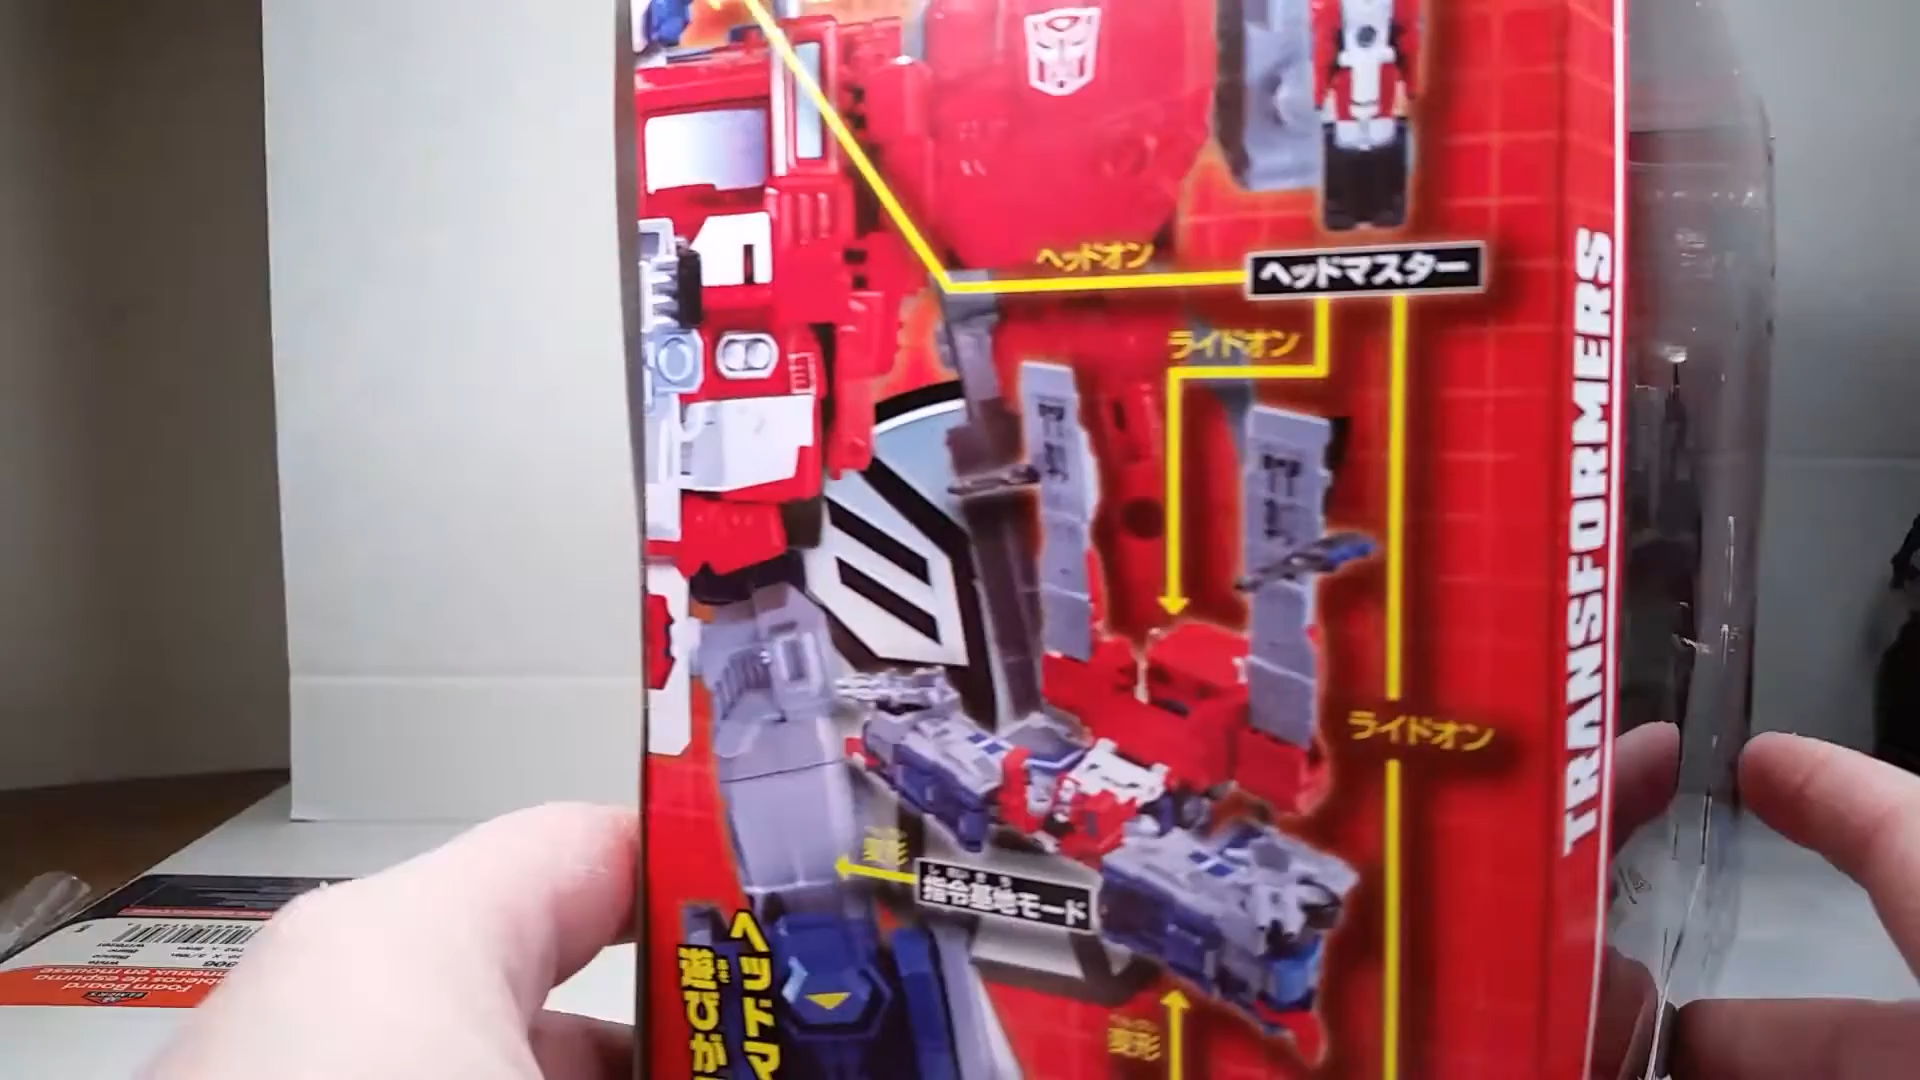 ヘッドオン
ヘッドマスター
ライドオン
TRANSFORMERS
ライドオン
変形
しれいきち
指令基地モード
ヘッドマ
遊びが
変形
Foam Board